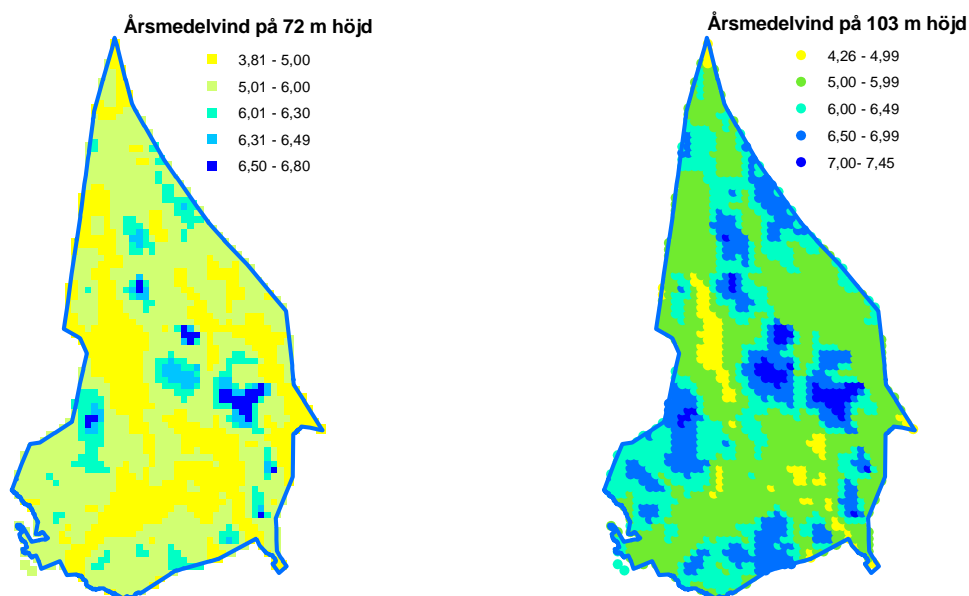 Årsmedelvind på 72 m höjd
3,81 - 5,00
5,01 - 6,00
6,01 - 6,30
6,31 - 6,49
6,50 - 6,80
Årsmedelvind på 103 m höjd
4,26 - 4,99
5,00 - 5,99
6,00 - 6,49
6,50 - 6,99
7,00- 7,45